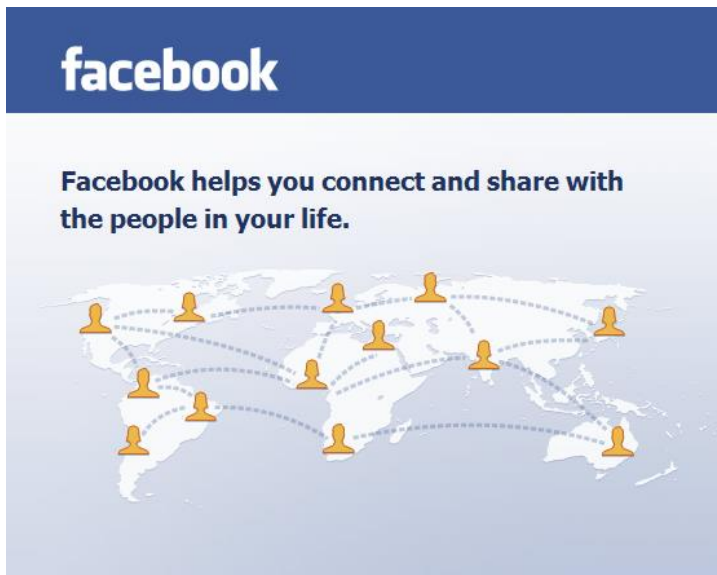 facebook
Facebook helps you connect and share with
the people in your life.